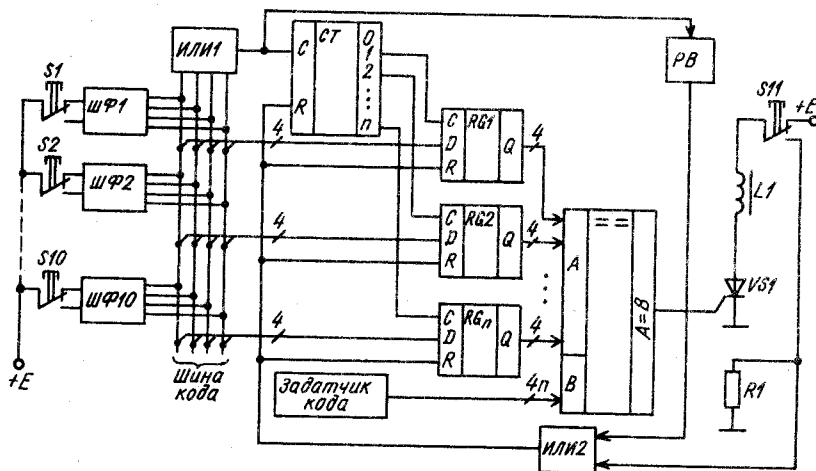 ИЛИ1
C
CT
0
1
2
n
R
PB
S1
ШФ1
S2
ШФ2
S10
ШФ10
+E
Шина
кода
4
C
D
R
RG1
Q
4
4
C
D
R
RG2
Q
4
4
C
D
R
RGn
Q
4
Задатчик
кода
4n
A
B
==
A=B
S11
+E
L1
VS1
R1
ИЛИ2